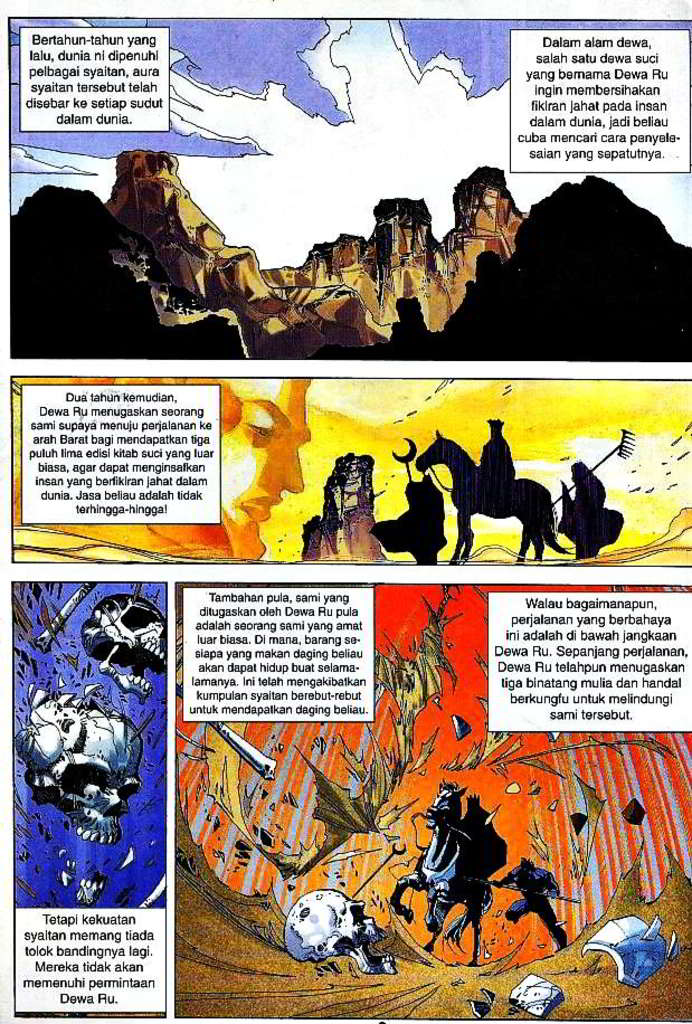 Bertahun-tahun yang
lalu, dunia ni dipenuhi
pelbagai syaitan, aura
syaitan tersebut telah
disebar ke setiap sudut
dalam dunia.
Dalam alam dewa,
salah satu dewa suci
yang bernama Dewa Ru
ingin membersihakan
fikiran jahat pada insan
dalam dunia, jadi beliau
cuba mencari cara penyele-
saian yang sepatutnya.
Dua tahun kemudian,
Dewa Ru menugaskan seorang
sami supaya menuju perjalanan ke
arah Barat bagi mendapatkan tiga
puluh lima edisi kitab suci yang luar
biasa, agar dapat menginsalkan
insan yang berfikiran jahat dalam
dunia. Jasa beliau adalah tidak
terhingga-hingga!
Tambahan pula, sami yang
ditugaskan oleh Dewa Ru pula
adalah seorang sami yang amat
luar biasa. Di mana, barang se-
siapa yang makan daging beliau
akan dapat hidup buat selama-
lamanya. Ini telah mengakibatkan
kumpulan syaitan berebut-rebut
untuk mendapatkan daging beliau.
Walau bagaimanapun,
perjalanan yang berbahaya
ini adalah di bawah jangkaan
Dewa Ru. Sepanjang perjalanan,
Dewa Ru telahpun menugaskan
tiga binatang mulia dan handal
berkungfu untuk melindungi
sami tersebut.
Tetapi kekuatan
syaitan memang tiada
tolok bandingnya lagi.
Mereka tidak akan
memenuhi permintaan
Dewa Ru.